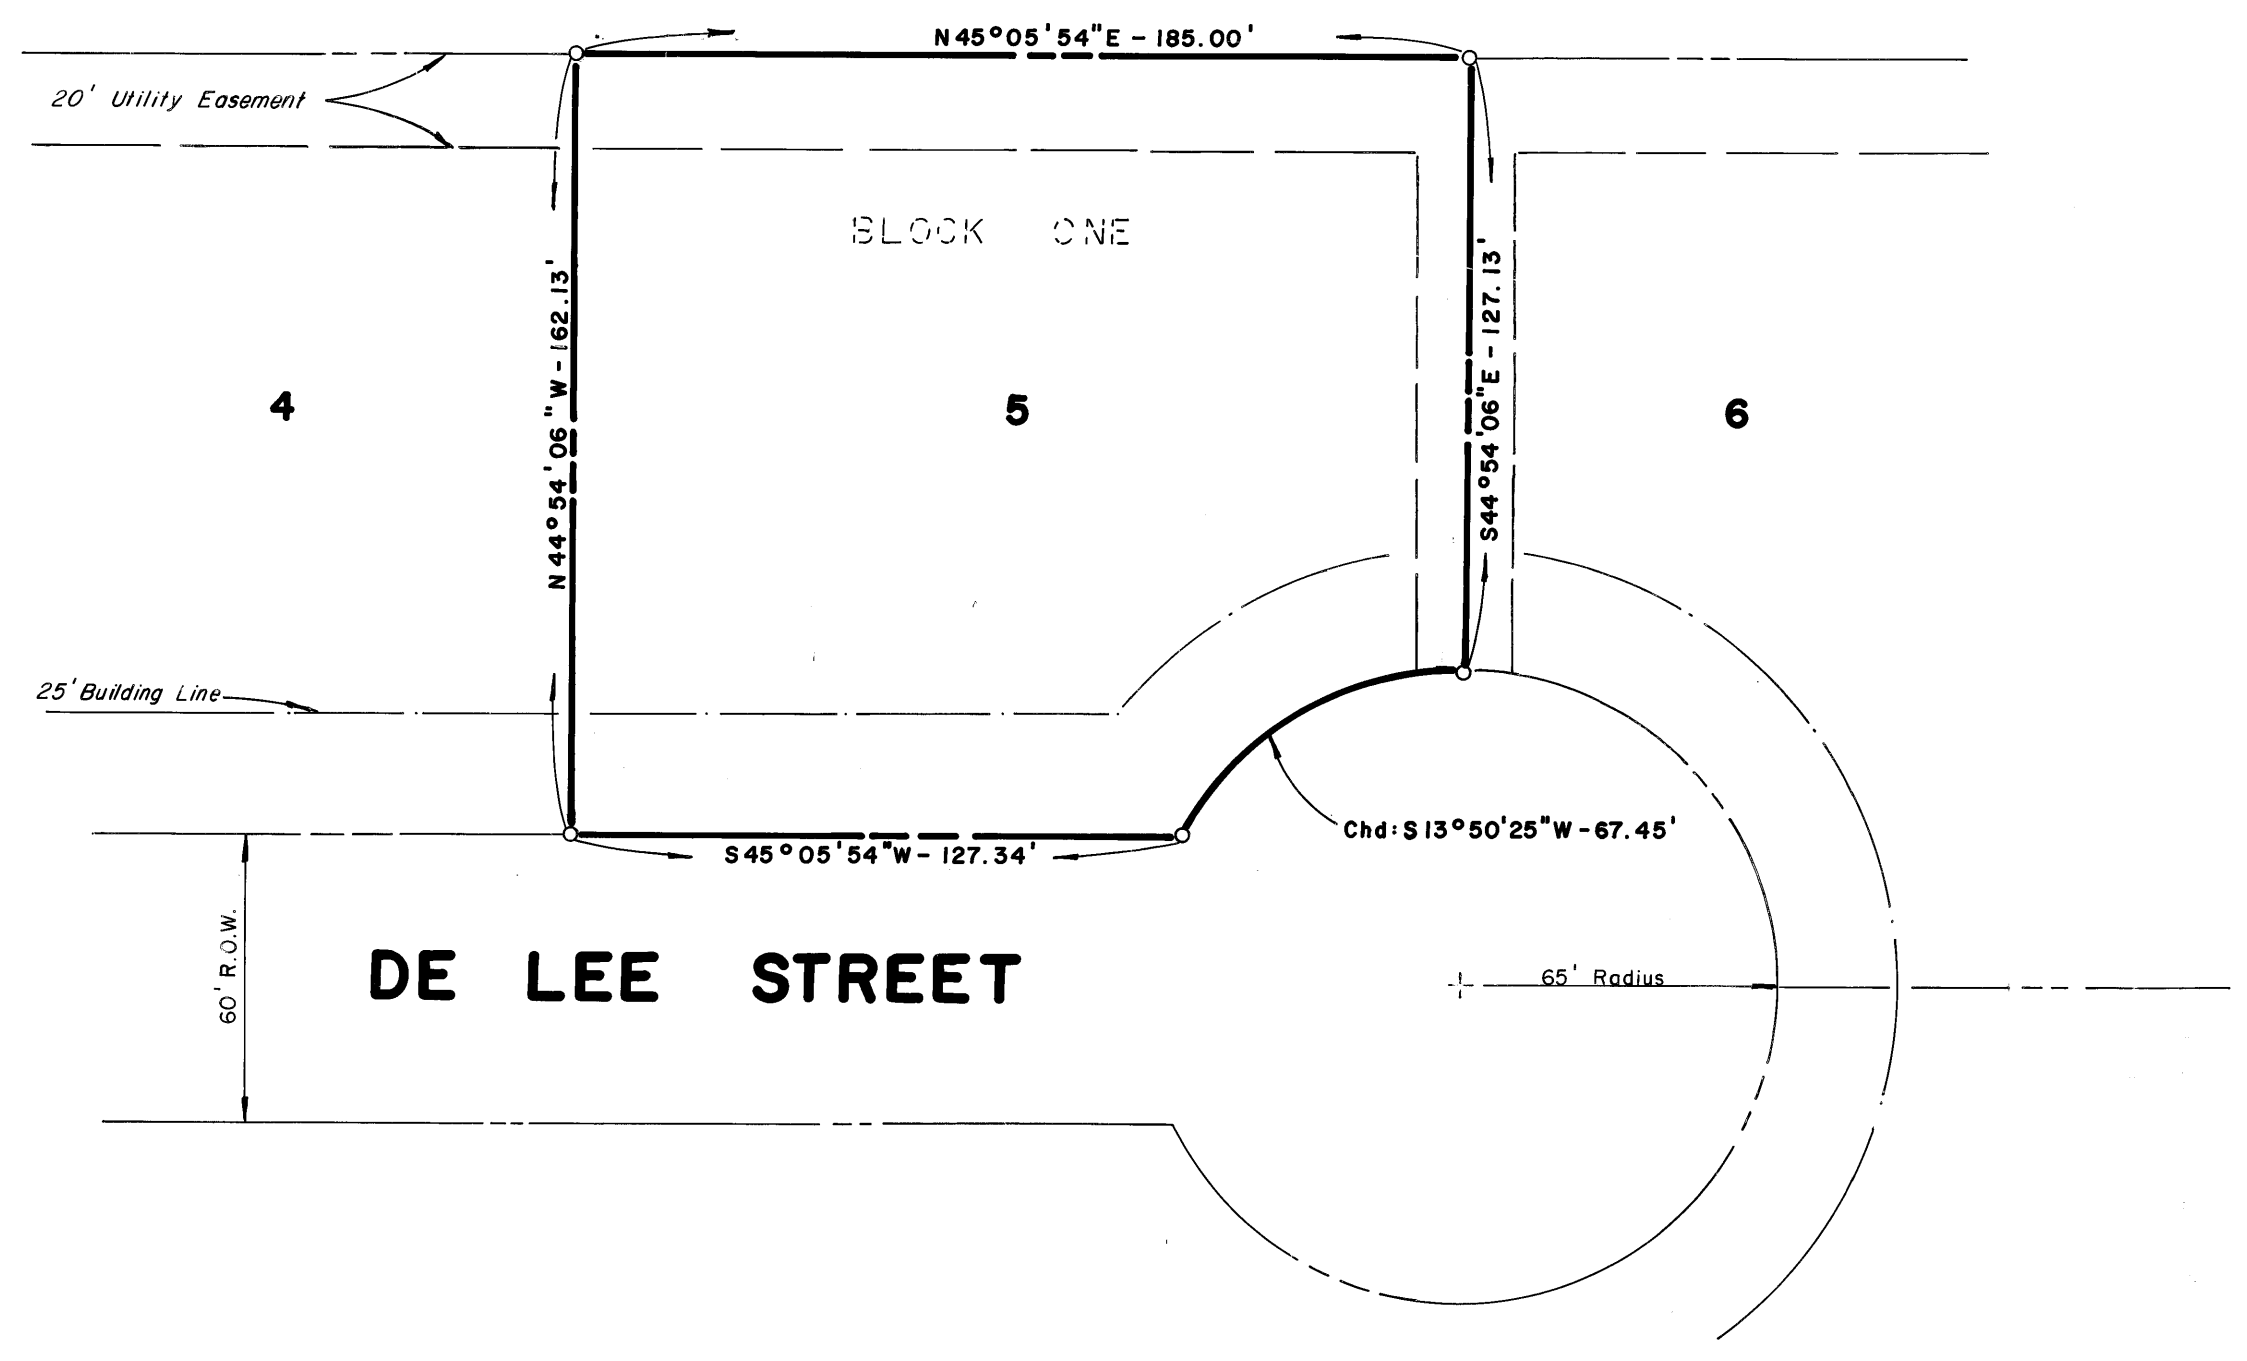 N45°05'54"E - 185.00'
20' Utility Easement
BLOCK ONE
N44°54'06"W - 162.13'
S44°54'06"E - 127.13'
4
5
6
25' Building Line
Chd: S13°50'25"W - 67.45'
S45°05'54"W - 127.34'
60' R.O.W.
DE LEE STREET
65' Radius